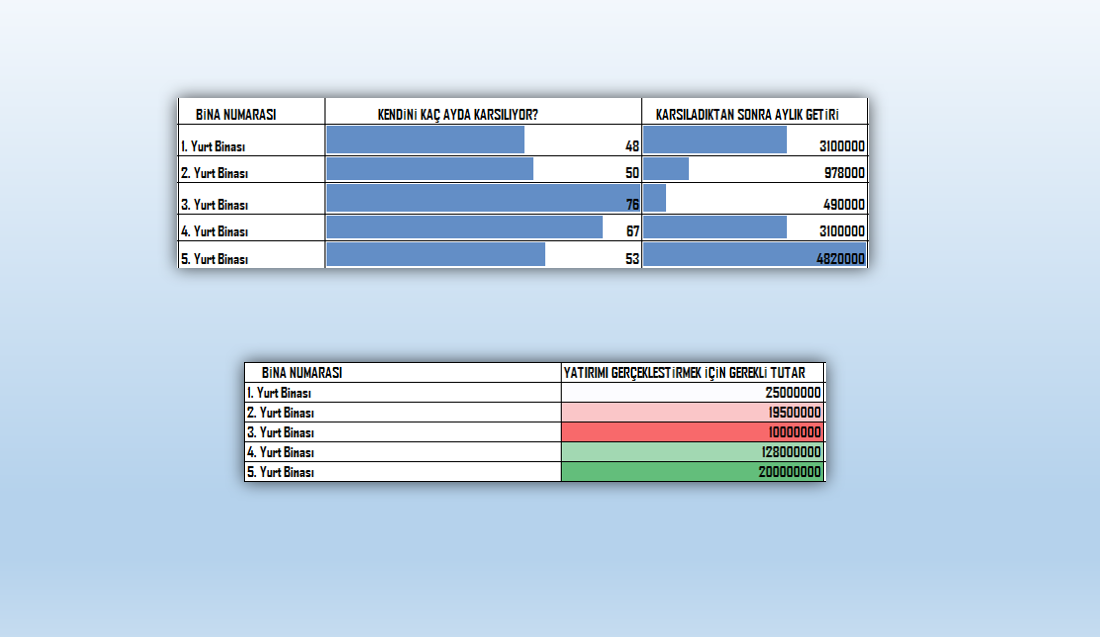 BİNA NUMARASI KENDİNİ KAÇ AYDA KARSILIYOR? KARSILADIKTAN SONRA AYLIK GETİRİ
1. Yurt Binası 48 3100000
2. Yurt Binası 50 978000
3. Yurt Binası 76 490000
4. Yurt Binası 67 3100000
5. Yurt Binası 53 4820000
BİNA NUMARASI YATIRIMI GERÇEKLESTİRMEK İÇİN GEREKLİ TUTAR
1. Yurt Binası 25000000
2. Yurt Binası 19500000
3. Yurt Binası 10000000
4. Yurt Binası 128000000
5. Yurt Binası 200000000